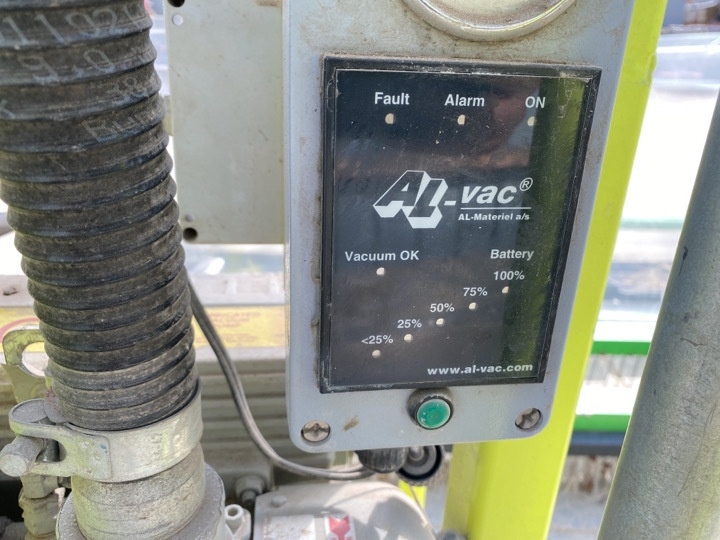 Fault Alarm ON
AL-vac®
AL-Materiel a/s
Vacuum OK Battery
100%
75%
50%
25%
<25%
www.al-vac.com